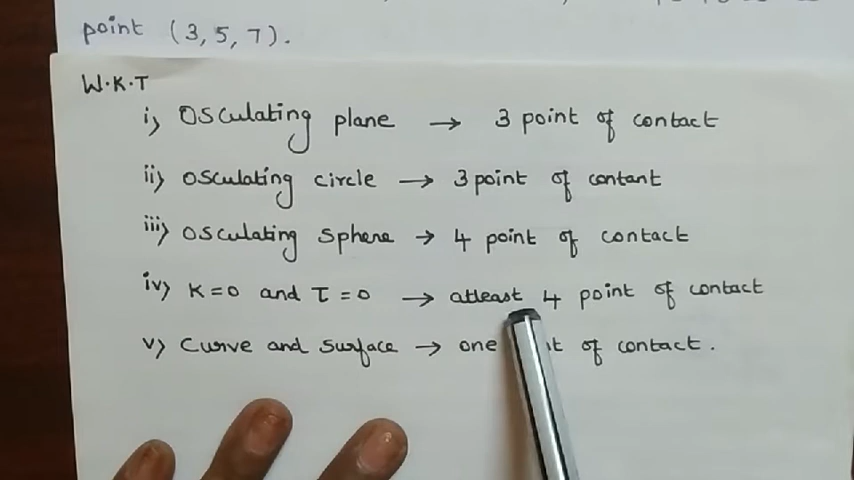 point (3, 5, 7).
W.K.T
i) Osculating plane → 3 point of contact
ii) osculating circle → 3 point of contant
iii) osculating sphere → 4 point of contact
iv) K=0 and τ=0 → atleast 4 point of contact
v) Curve and surface → one of contact.